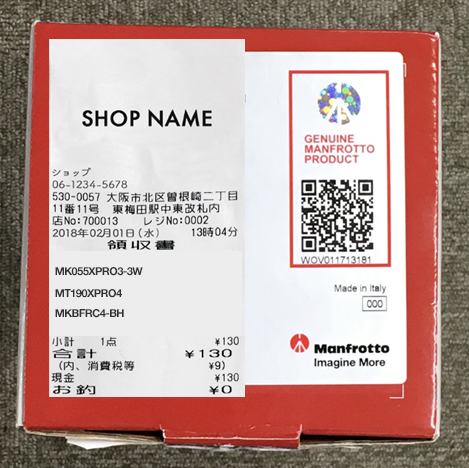 SHOP NAME
ショップ
06-1234-5678
530-0057 大阪市北区曽根崎二丁目
11番11号 東梅田駅中東改札内
店No:700013 レジNo:0002
2018年02月01日(水) 13時04分
領収書
MK055XPRO3-3W
MT190XPRO4
MKBFRC4-BH
小計 1点 ¥130
合計 ¥130
(内、消費税等 ¥9)
現金 ¥130
お釣 ¥0
GENUINE
MANFROTTO
PRODUCT
WOV011713181
Made in Italy
000
Manfrotto
Imagine More